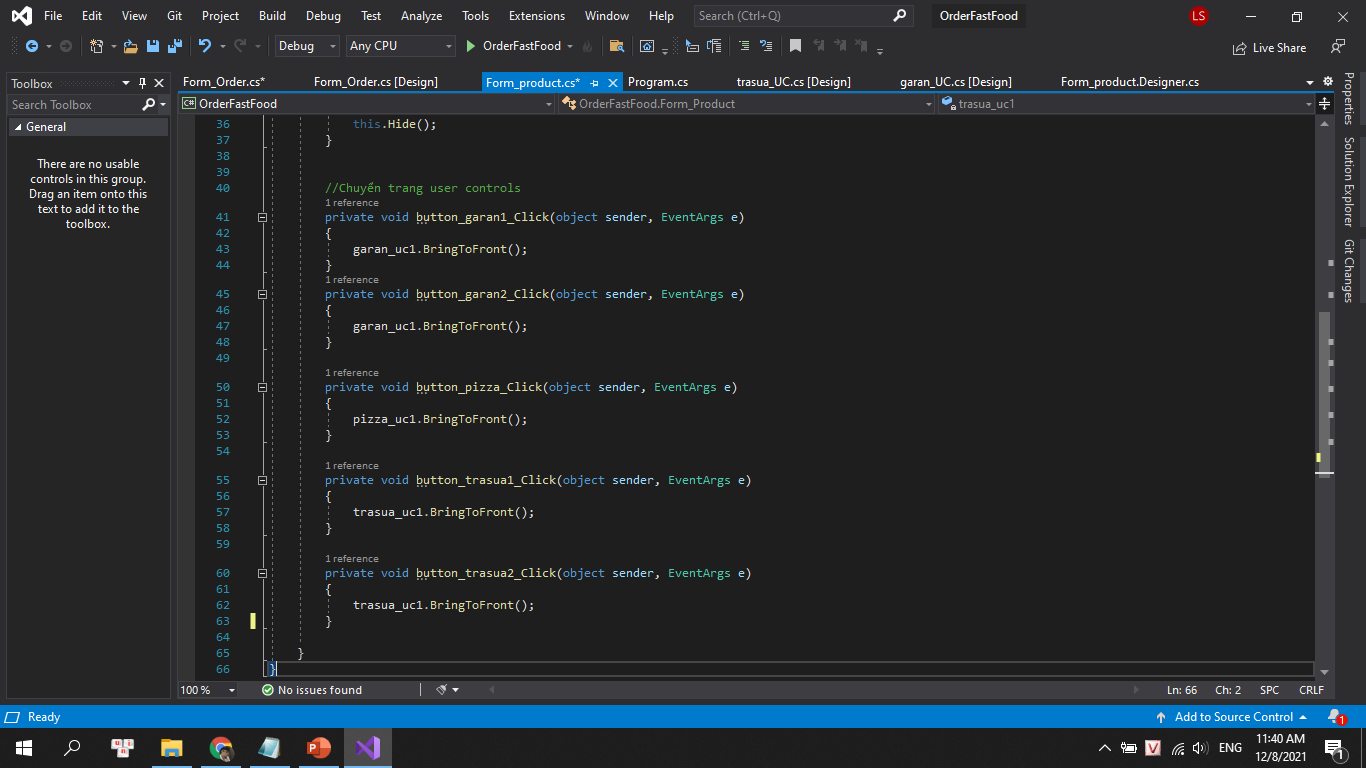 File Edit View Git Project Build Debug Test Analyze Tools Extensions Window Help Search (Ctrl+Q) OrderFastFood LS
Debug Any CPU OrderFastFood Live Share
Toolbox
Search Toolbox
General
There are no usable
controls in this group.
Drag an item onto this
text to add it to the
toolbox.
Form_Order.cs* Form_Order.cs [Design] Form_product.cs* Program.cs trasua_UC.cs [Design] garan_UC.cs [Design] Form_product.Designer.cs
C# OrderFastFood OrderFastFood.Form_Product trasua_uc1
36 this.Hide();
37 }
38
39
40 //Chuyển trang user controls
1 reference
41 private void button_garan1_Click(object sender, EventArgs e)
42 {
43 garan_uc1.BringToFront();
44 }
1 reference
45 private void button_garan2_Click(object sender, EventArgs e)
46 {
47 garan_uc1.BringToFront();
48 }
49
1 reference
50 private void button_pizza_Click(object sender, EventArgs e)
51 {
52 pizza_uc1.BringToFront();
53 }
54
1 reference
55 private void button_trasua1_Click(object sender, EventArgs e)
56 {
57 trasua_uc1.BringToFront();
58 }
59
1 reference
60 private void button_trasua2_Click(object sender, EventArgs e)
61 {
62 trasua_uc1.BringToFront();
63 }
64
65 }
66 }
Properties
Solution Explorer
Git Changes
100 % No issues found Ln: 66 Ch: 2 SPC CRLF
Ready Add to Source Control 1
V ENG 11:40 AM
12/8/2021 1